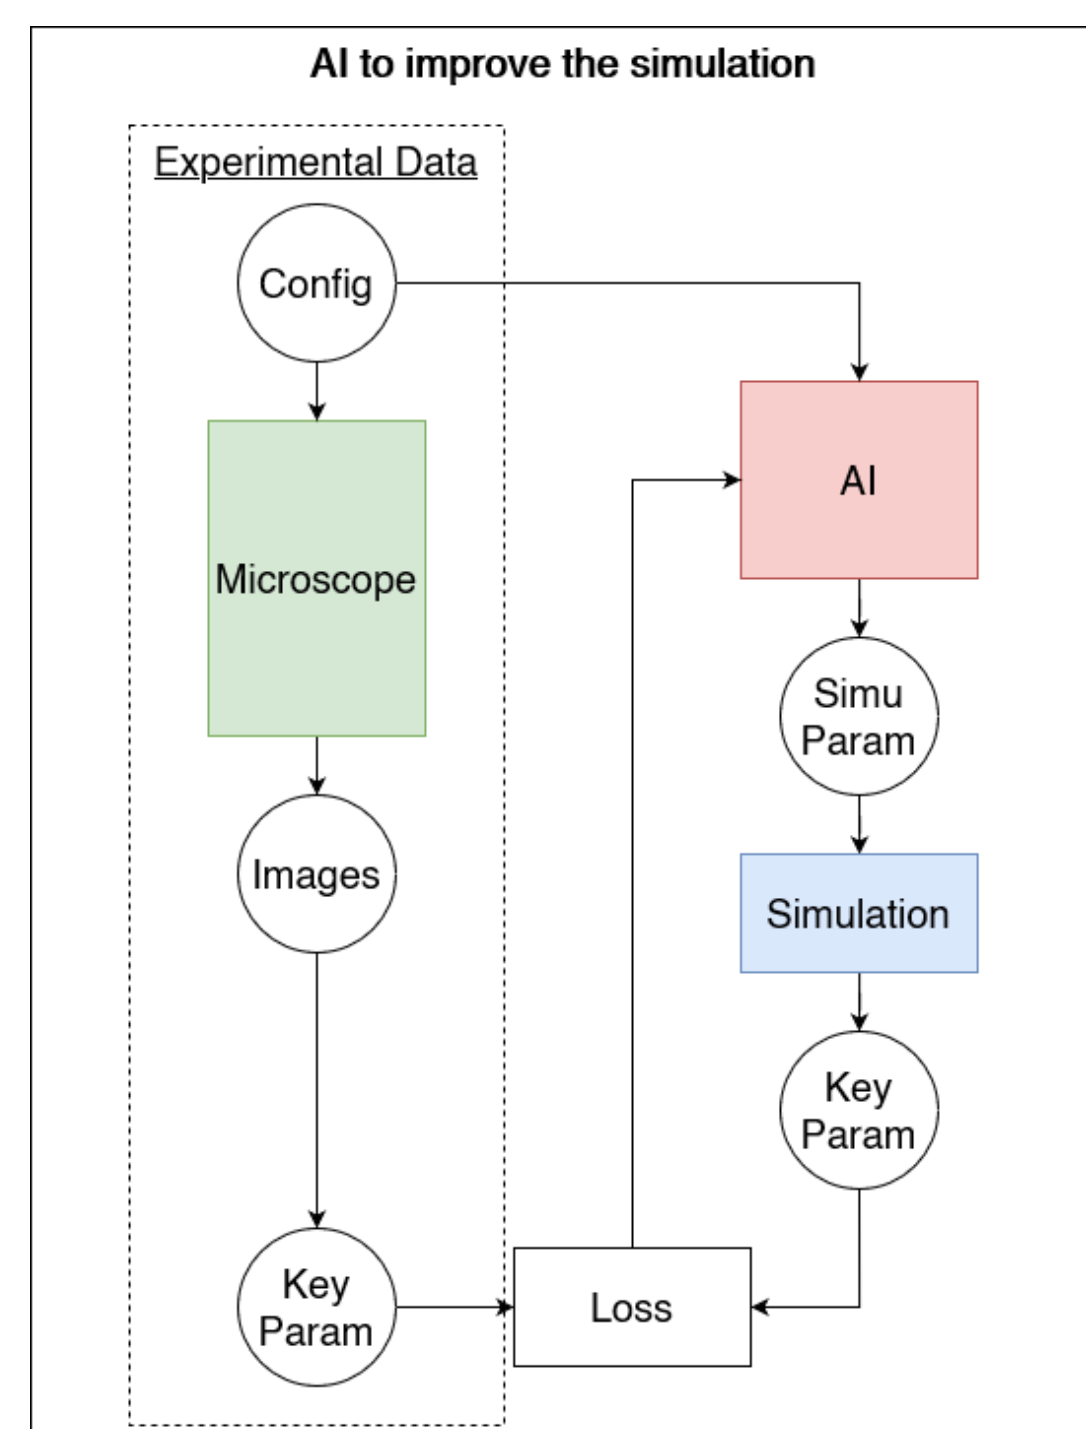 AI to improve the simulation
Experimental Data
Config
Microscope
Images
Key
Param
AI
Simu
Param
Simulation
Key
Param
Loss